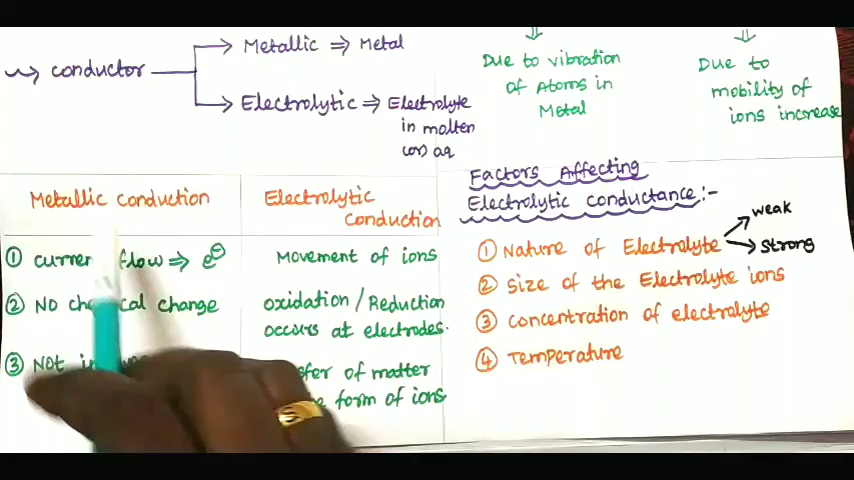 conductor
Metallic ⇒ Metal
Electrolytic ⇒ Electrolyte
in molten
(or) aq
Due to vibration
of Atoms in
Metal
Due to
mobility of
ions increase
Metallic conduction
Electrolytic
conduction
① flow ⇒ e⊖
Movement of ions
② No change
oxidation / Reduction
occurs at electrodes.
③ Not
of matter
form of ions
Factors Affecting
Electrolytic conductance :-
① Nature of Electrolyte
weak
strong
② Size of the Electrolyte ions
③ concentration of electrolyte
④ Temperature